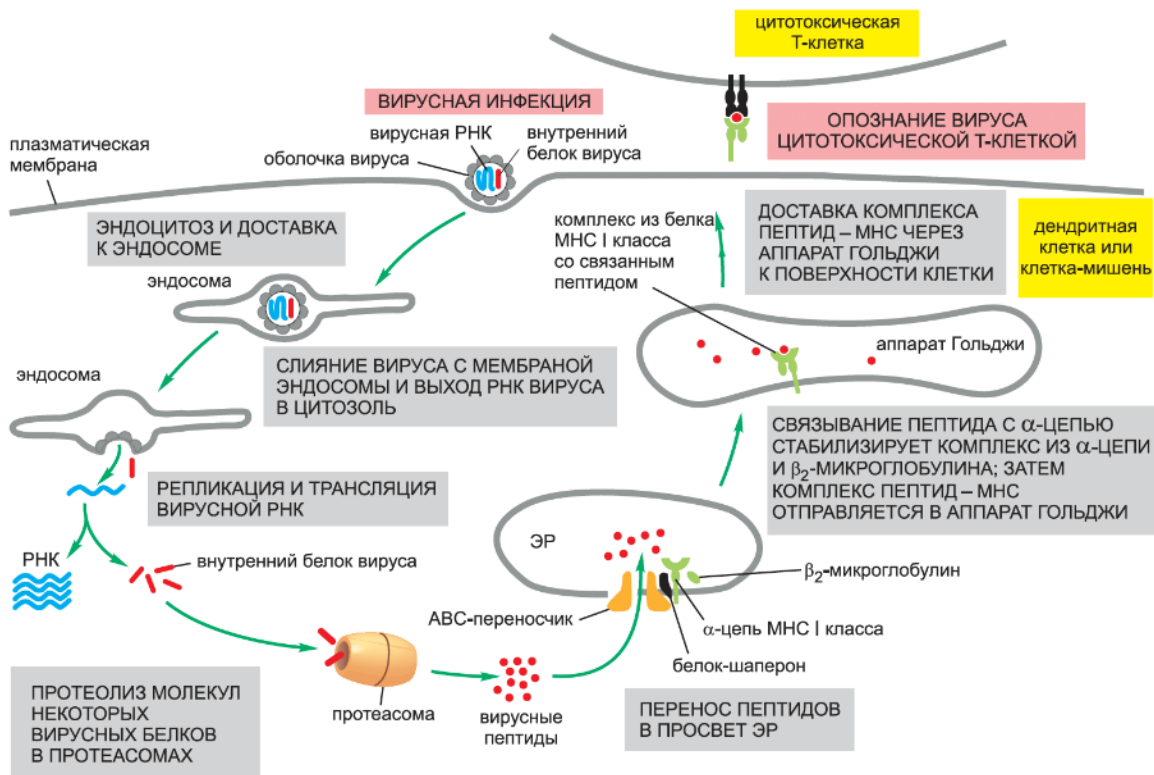 цитотоксическая
Т-клетка
ВИРУСНАЯ ИНФЕКЦИЯ
вирусная РНК
внутренний
белок вируса
оболочка вируса
ОПОЗНАНИЕ ВИРУСА
ЦИТОТОКСИЧЕСКОЙ Т-КЛЕТКОЙ
плазматическая
мембрана
ЭНДОЦИТОЗ И ДОСТАВКА
К ЭНДОСОМЕ
комплекс из белка
МНС I класса
со связанным
пептидом
ДОСТАВКА КОМПЛЕКСА
ПЕПТИД – МНС ЧЕРЕЗ
АППАРАТ ГОЛЬДЖИ
К ПОВЕРХНОСТИ КЛЕТКИ
дендритная
клетка или
клетка-мишень
эндосома
аппарат Гольджи
СЛИЯНИЕ ВИРУСА С МЕМБРАНОЙ
ЭНДОСОМЫ И ВЫХОД РНК ВИРУСА
В ЦИТОЗОЛЬ
эндосома
СВЯЗЫВАНИЕ ПЕПТИДА С α-ЦЕПЬЮ
СТАБИЛИЗИРУЕТ КОМПЛЕКС ИЗ α-ЦЕПИ
И β₂-МИКРОГЛОБУЛИНА; ЗАТЕМ
КОМПЛЕКС ПЕПТИД – МНС
ОТПРАВЛЯЕТСЯ В АППАРАТ ГОЛЬДЖИ
РЕПЛИКАЦИЯ И ТРАНСЛЯЦИЯ
ВИРУСНОЙ РНК
РНК
внутренний белок вируса
ЭР
β₂-микроглобулин
АВС-переносчик
α-цепь МНС I класса
белок-шаперон
ПРОТЕОЛИЗ МОЛЕКУЛ
НЕКОТОРЫХ
ВИРУСНЫХ БЕЛКОВ
В ПРОТЕАСОМАХ
протеасома
вирусные
пептиды
ПЕРЕНОС ПЕПТИДОВ
В ПРОСВЕТ ЭР